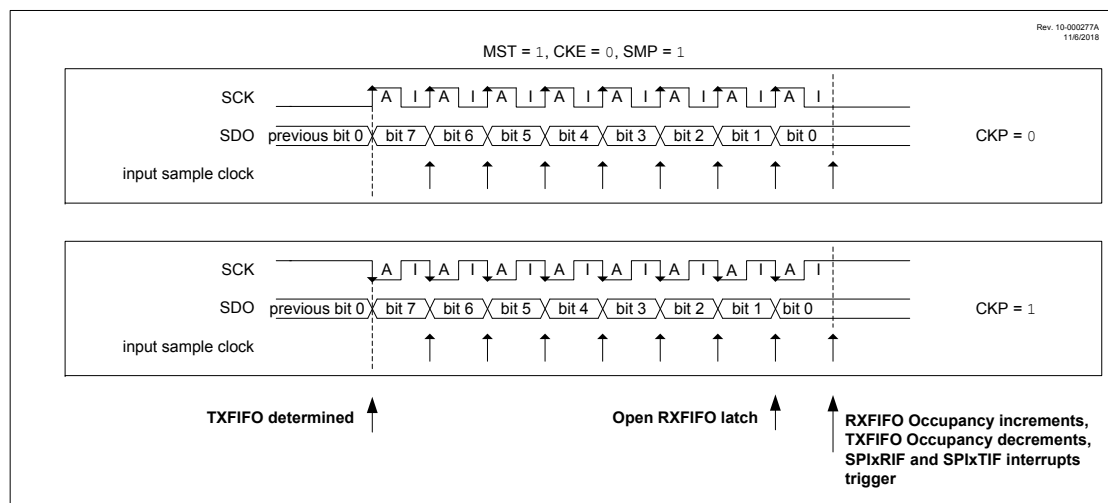 Rev. 10-000277A
11/6/2018
MST = 1, CKE = 0, SMP = 1
SCK A I A I A I A I A I A I A I A I
SDO previous bit 0 bit 7 bit 6 bit 5 bit 4 bit 3 bit 2 bit 1 bit 0 CKP = 0
input sample clock
SCK A I A I A I A I A I A I A I A I
SDO previous bit 0 bit 7 bit 6 bit 5 bit 4 bit 3 bit 2 bit 1 bit 0 CKP = 1
input sample clock
TXFIFO determined
Open RXFIFO latch
RXFIFO Occupancy increments,
TXFIFO Occupancy decrements,
SPIxRIF and SPIxTIF interrupts
trigger